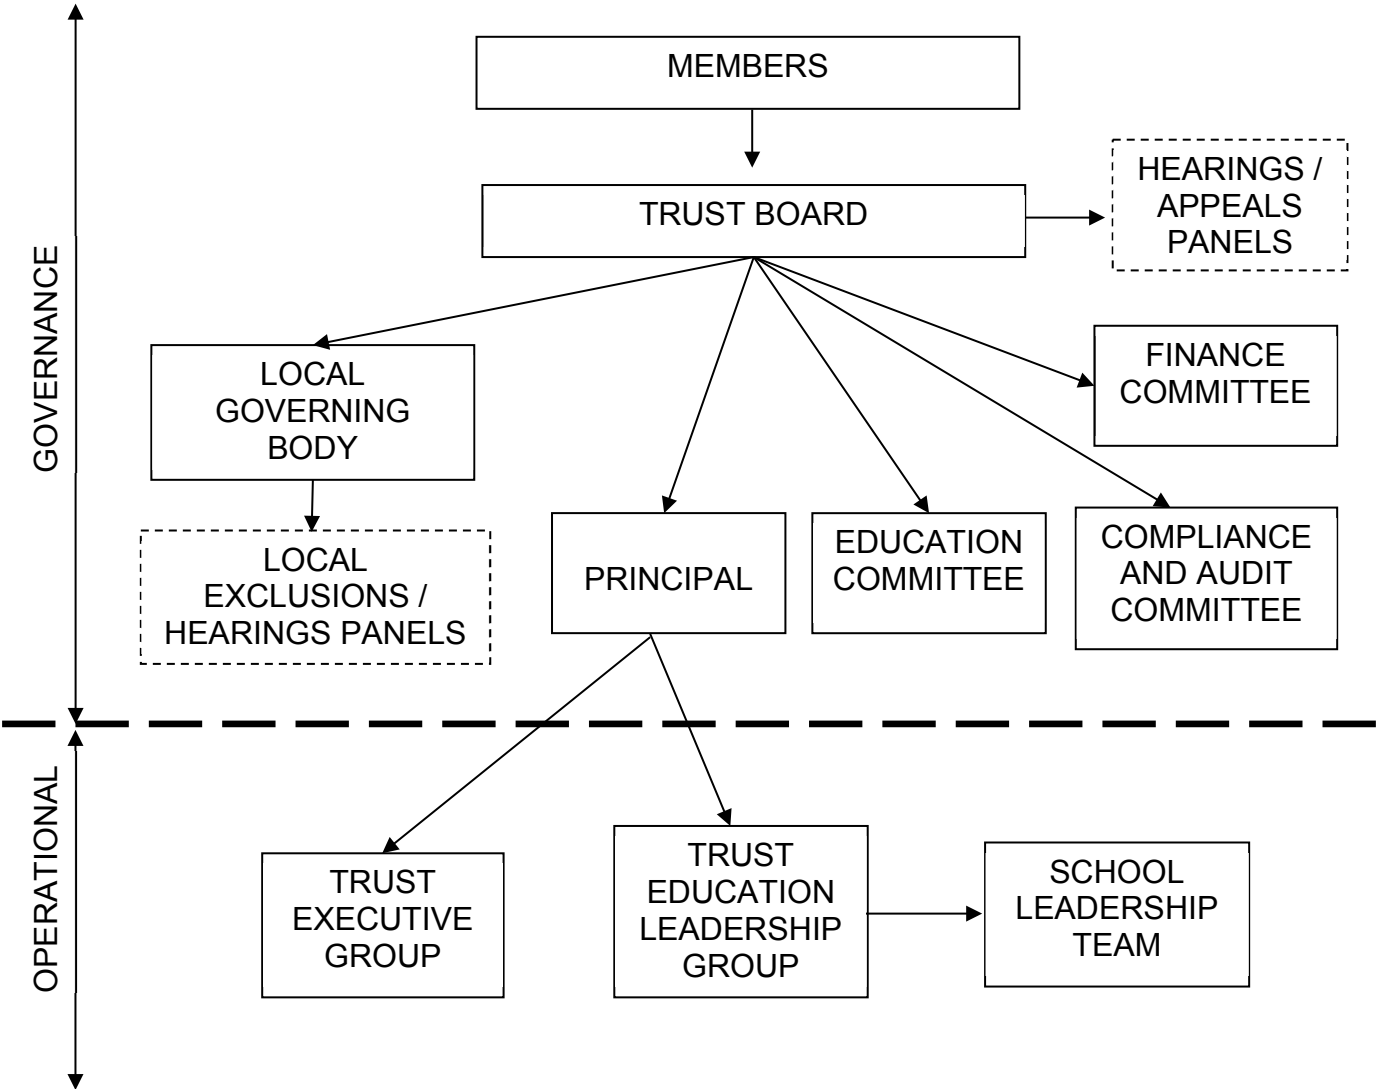 MEMBERS
TRUST BOARD
HEARINGS /
APPEALS
PANELS
GOVERNANCE
LOCAL
GOVERNING
BODY
FINANCE
COMMITTEE
LOCAL
EXCLUSIONS /
HEARINGS PANELS
PRINCIPAL
EDUCATION
COMMITTEE
COMPLIANCE
AND AUDIT
COMMITTEE
OPERATIONAL
TRUST
EXECUTIVE
GROUP
TRUST
EDUCATION
LEADERSHIP
GROUP
SCHOOL
LEADERSHIP
TEAM